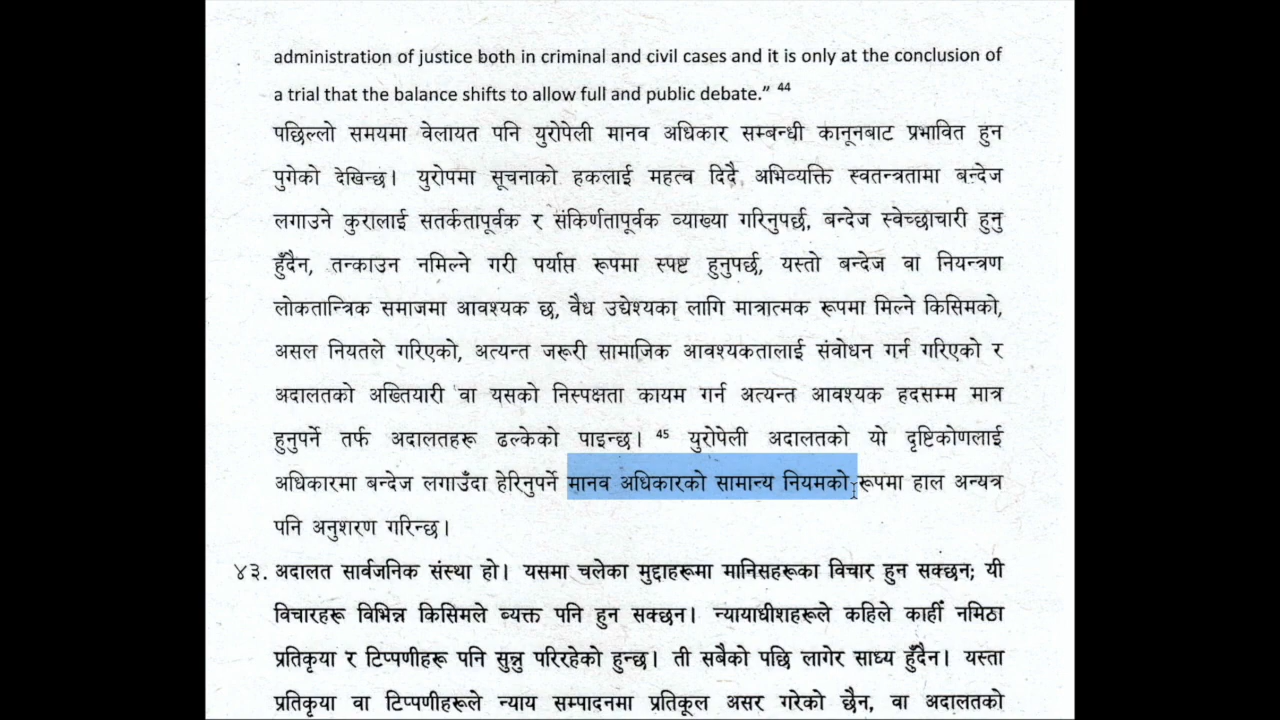 administration of justice both in criminal and civil cases and it is only at the conclusion of
a trial that the balance shifts to allow full and public debate.” 44
पछिल्लो समयमा वेलायत पनि युरोपेली मानव अधिकार सम्बन्धी कानूनबाट प्रभावित हुन
पुगेको देखिन्छ। युरोपमा सूचनाको हकलाई महत्व दिदै अभिव्यक्ति स्वतन्त्रतामा बन्देज
लगाउने कुरालाई सतर्कतापूर्वक र संकिर्णतापूर्वक व्याख्या गरिनुपर्छ, बन्देज स्वेच्छाचारी हुनु
हुँदैन, तन्काउन नमिल्ने गरी पर्याप्त रूपमा स्पष्ट हुनुपर्छ, यस्तो बन्देज वा नियन्त्रण
लोकतान्त्रिक समाजमा आवश्यक छ, वैध उद्येश्यका लागि मात्रात्मक रूपमा मिल्ने किसिमको,
असल नियतले गरिएको, अत्यन्त जरूरी सामाजिक आवश्यकतालाई संवोधन गर्न गरिएको र
अदालतको अख्तियारी वा यसको निस्पक्षता कायम गर्न अत्यन्त आवश्यक हदसम्म मात्र
हुनुपर्ने तर्फ अदालतहरू ढल्केको पाइन्छ। 45 युरोपेली अदालतको यो दृष्टिकोणलाई
अधिकारमा बन्देज लगाउँदा हेरिनुपर्ने मानव अधिकारको सामान्य नियमको रूपमा हाल अन्यत्र
पनि अनुशरण गरिन्छ।
४३. अदालत सार्वजनिक संस्था हो। यसमा चलेका मुद्दाहरूमा मानिसहरूका विचार हुन सक्छन; यी
विचारहरू विभिन्न किसिमले व्यक्त पनि हुन सक्छन। न्यायाधीशहरूले कहिले काहीँ नमिठा
प्रतिकृया र टिप्पणीहरू पनि सुन्नु परिरहेको हुन्छ। ती सबैको पछि लागेर साध्य हुँदैन। यस्ता
प्रतिकृया वा टिप्पणीहरूले न्याय सम्पादनमा प्रतिकूल असर गरेको छैन, वा अदालतको